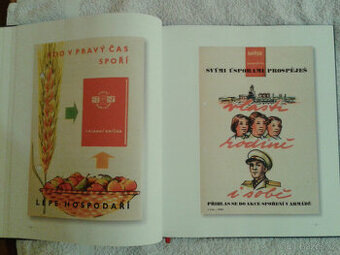 KDO V PRAVÝ ČAS
SPOŘÍ
VKLADNÍ KNÍŽKA
LÉPE HOSPODAŘÍ
SVÝMI ÚSPORAMI PROSPĚJEŠ
vlasti
rodině
i sobě
PŘIHLAS SE DO AKCE SPOŘENÍ V ARMÁDĚ